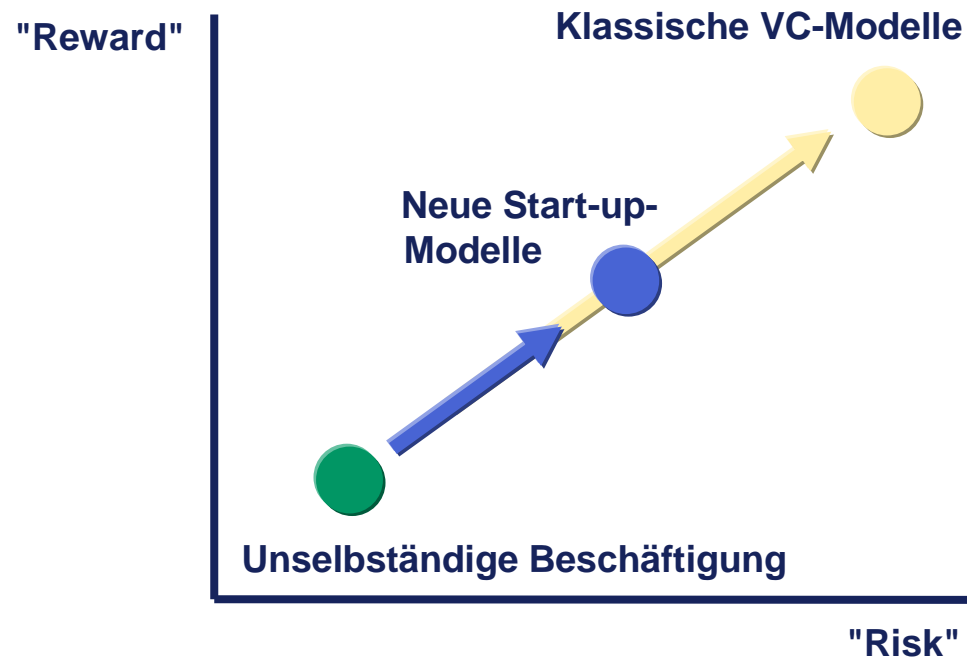 "Reward"
Klassische VC-Modelle
Neue Start-up-
Modelle
Unselbständige Beschäftigung
"Risk"